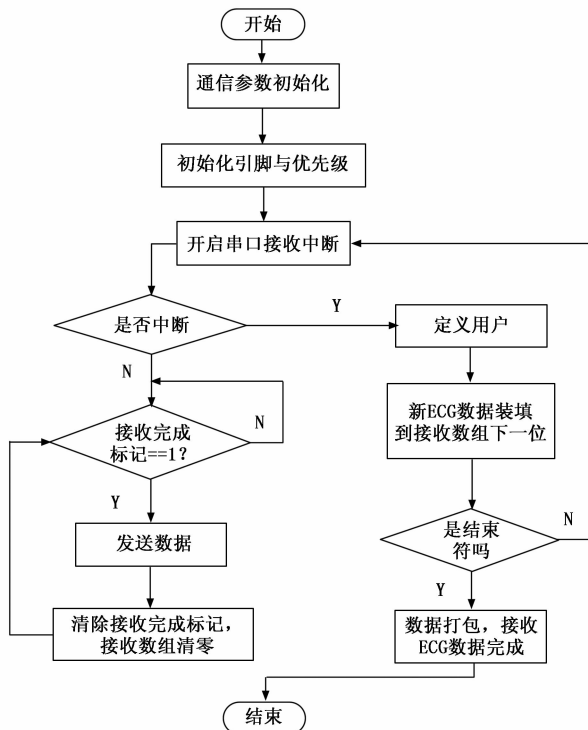 开始
通信参数初始化
初始化引脚与优先级
开启串口接收中断
是否中断
Y
定义用户
N
新ECG数据装填
到接收数组下一位
接收完成
标记==1?
N
Y
发送数据
是结束
符吗
N
Y
清除接收完成标记,
接收数组清零
数据打包,接收
ECG数据完成
结束